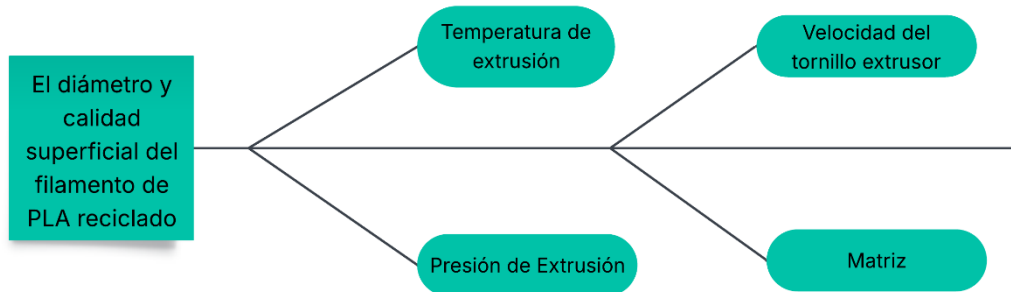 El diámetro y
calidad
superficial del
filamento de
PLA reciclado
Temperatura de
extrusión
Velocidad del
tornillo extrusor
Presión de Extrusión
Matriz